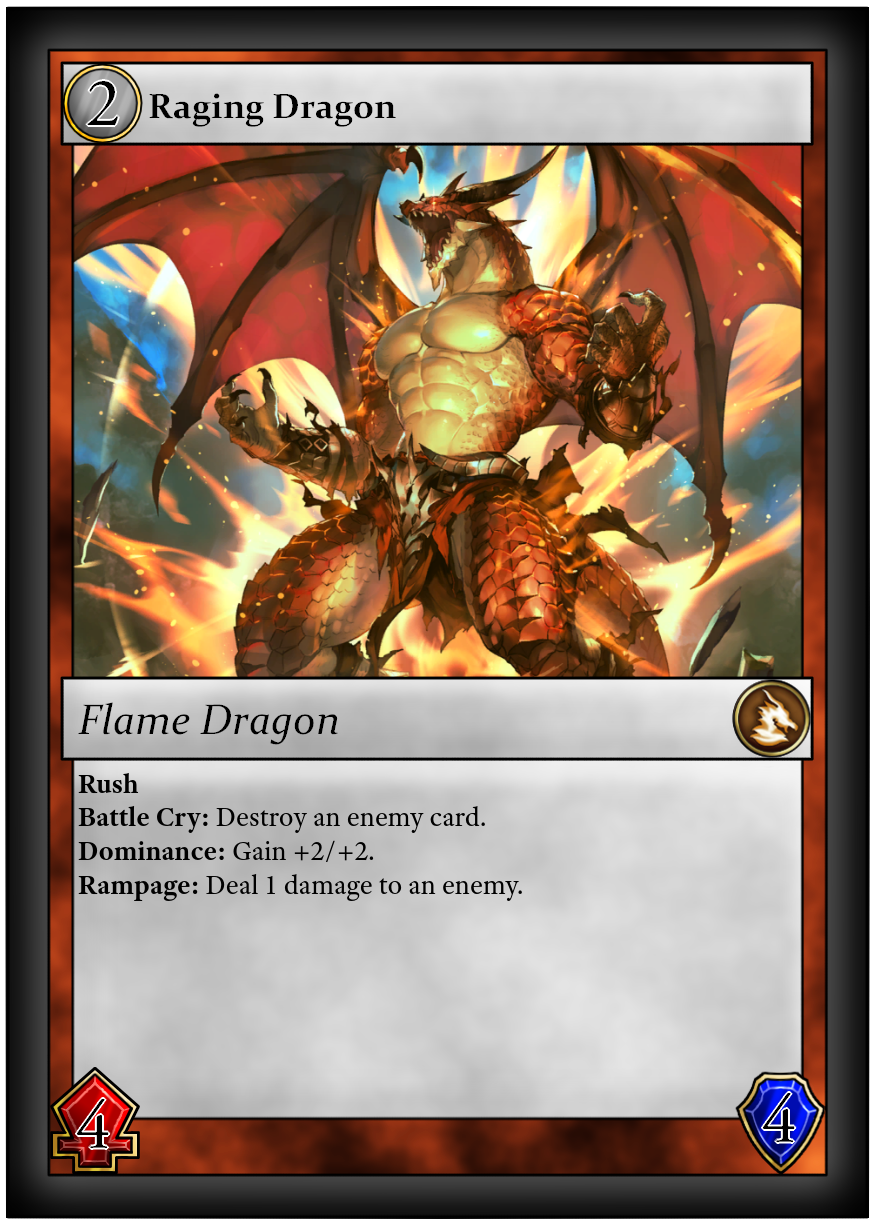 2 Raging Dragon
Flame Dragon
Rush
Battle Cry: Destroy an enemy card.
Dominance: Gain +2/+2.
Rampage: Deal 1 damage to an enemy.
4 4